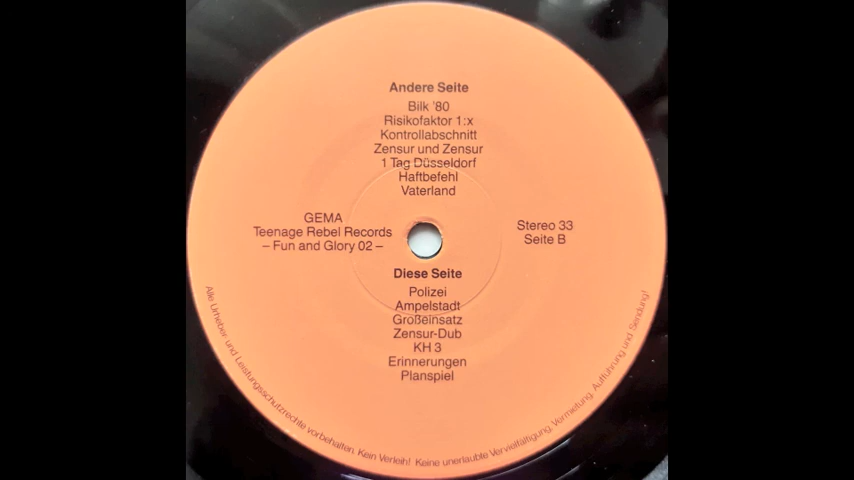 Andere Seite
Bilk '80
Risikofaktor 1:x
Kontrollabschnitt
Zensur und Zensur
1 Tag Düsseldorf
Haftbefehl
Vaterland
GEMA
Teenage Rebel Records
– Fun and Glory 02 –
Stereo 33
Seite B
Diese Seite
Polizei
Ampelstadt
Großeinsatz
Zensur-Dub
KH 3
Erinnerungen
Planspiel
Alle Urheber und Leistungsschutzrechte vorbehalten. Kein Verleih! Keine unerlaubte Vervielfältigung, Vermietung, Aufführung und Sendung!